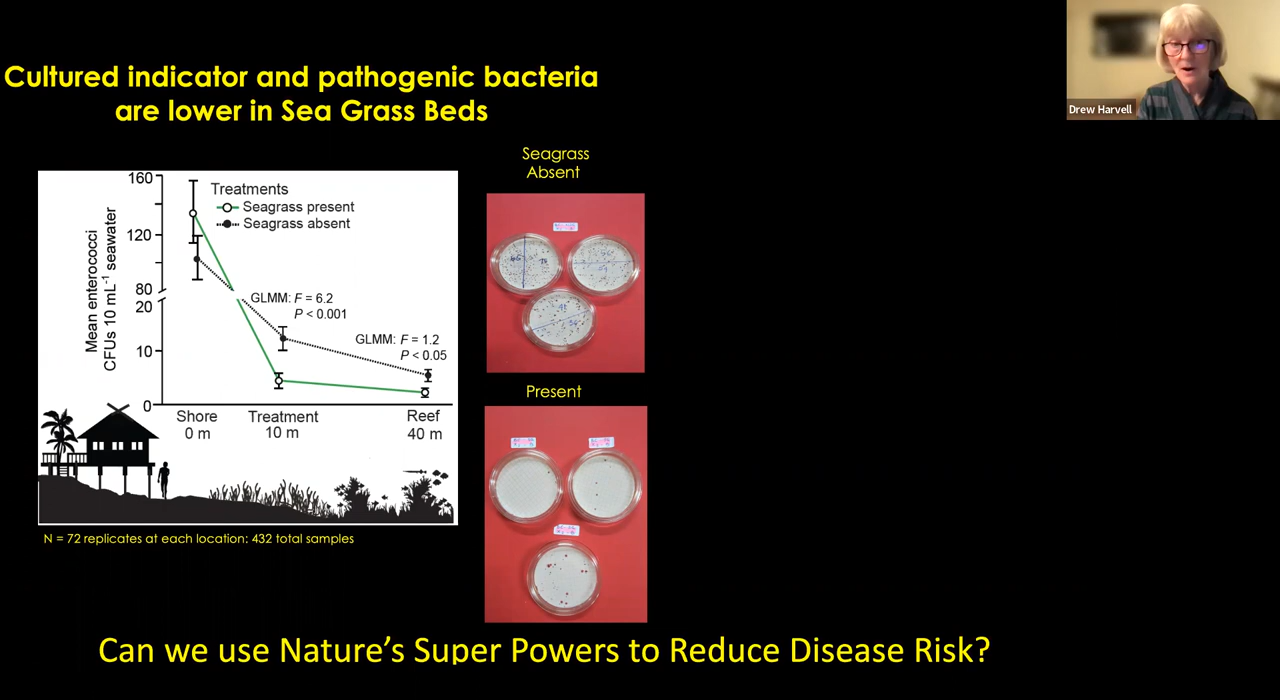 Drew Harvell
Cultured indicator and pathogenic bacteria
are lower in Sea Grass Beds
Seagrass
Absent
Mean enterococci
CFUs 10 mL⁻¹ seawater
160
120
80
20
10
0
Treatments
Seagrass present
Seagrass absent
GLMM: F = 6.2
P < 0.001
GLMM: F = 1.2
P < 0.05
Shore
0 m
Treatment
10 m
Reef
40 m
Present
N = 72 replicates at each location: 432 total samples
Can we use Nature's Super Powers to Reduce Disease Risk?